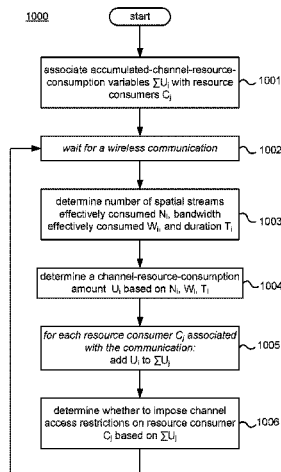 1000
start
associate accumulated-channel-resource-
consumption variables ∑Uj with resource
consumers Cj
1001
wait for a wireless communication
1002
determine number of spatial streams
effectively consumed Ni, bandwidth
effectively consumed Wi, and duration Ti
1003
determine a channel-resource-consumption
amount Ui based on Ni, Wi, Ti
1004
for each resource consumer Cj associated
with the communication:
add Ui to ∑Uj
1005
determine whether to impose channel
access restrictions on resource consumer
Cj based on ∑Uj
1006